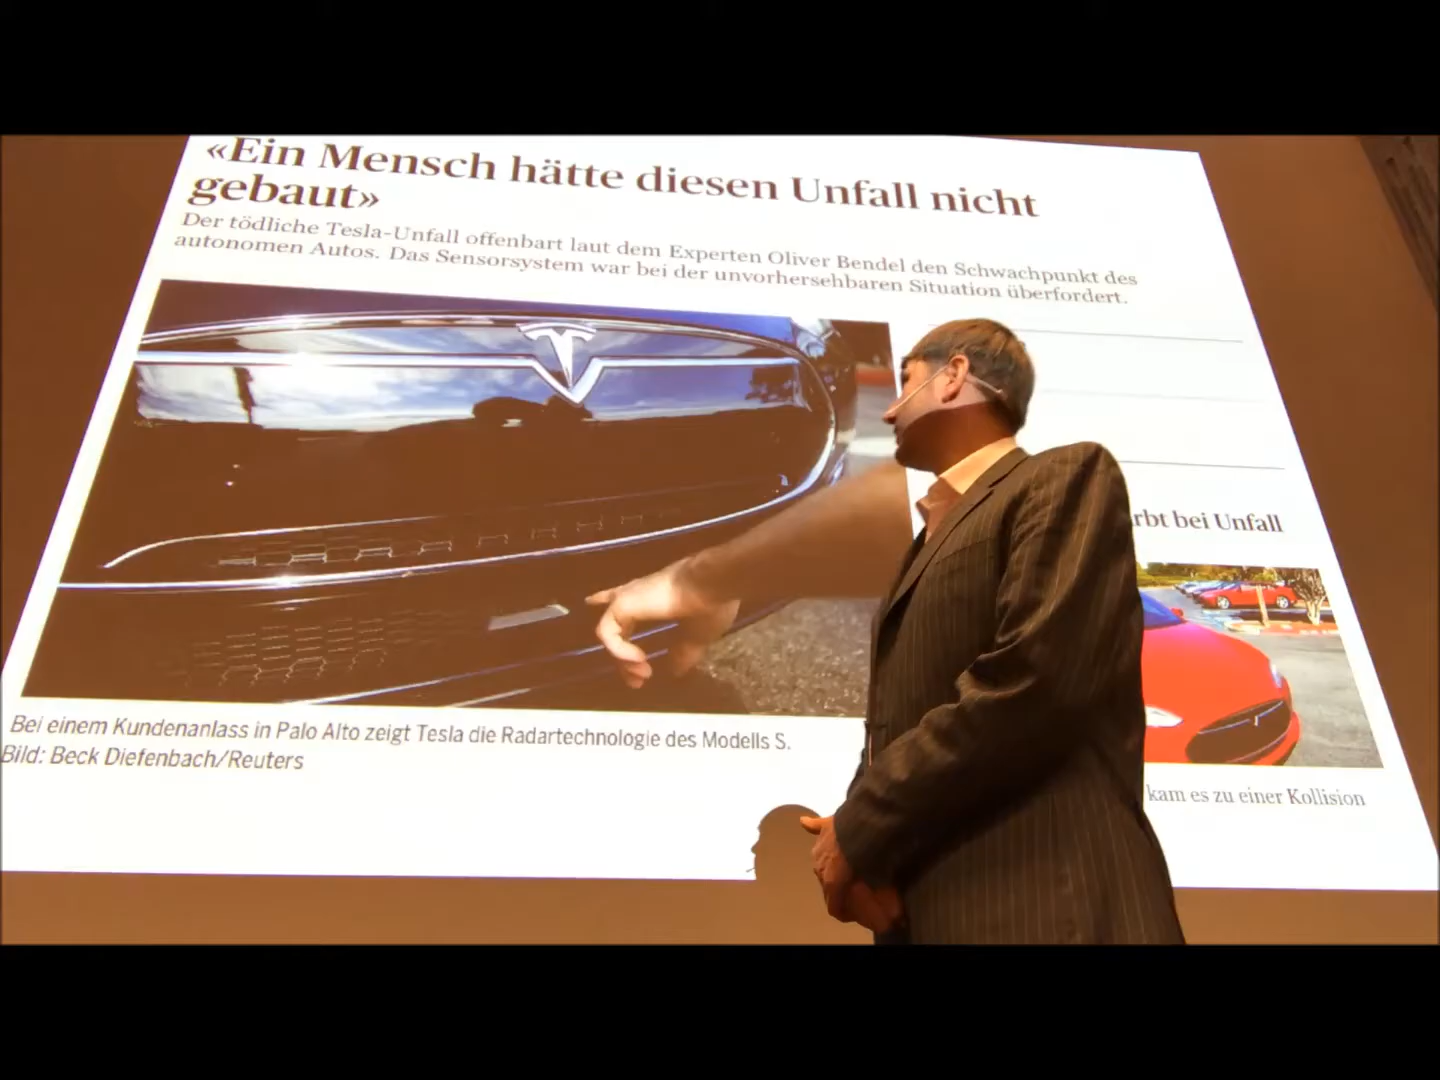 «Ein Mensch hätte diesen Unfall nicht
gebaut»
Der tödliche Tesla-Unfall offenbart laut dem Experten Oliver Bendel den Schwachpunkt des
autonomen Autos. Das Sensorsystem war bei der unvorhersehbaren Situation überfordert.
bei Unfall
Bei einem Kundenanlass in Palo Alto zeigt Tesla die Radartechnologie des Modells S.
Bild: Beck Diefenbach/Reuters
kam es zu einer Kollision